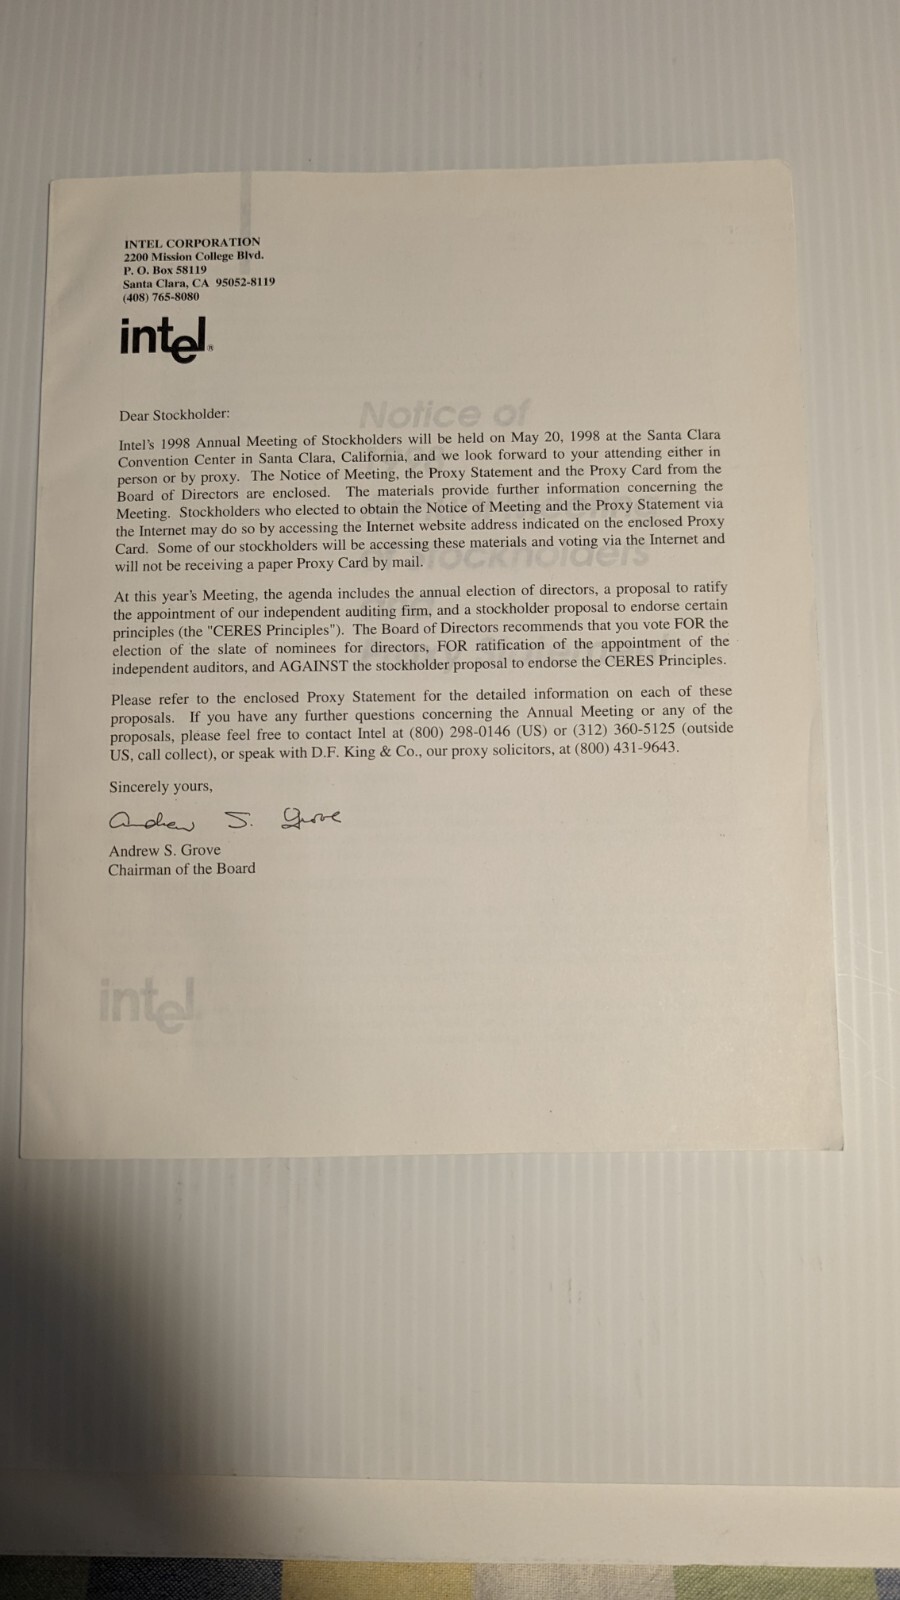 INTEL CORPORATION
2200 Mission College Blvd.
P. O. Box 58119
Santa Clara, CA 95052-8119
(408) 765-8080
intel®
Dear Stockholder:
Notice of
Intel's 1998 Annual Meeting of Stockholders will be held on May 20, 1998 at the Santa Clara
Convention Center in Santa Clara, California, and we look forward to your attending either in
person or by proxy. The Notice of Meeting, the Proxy Statement and the Proxy Card from the
Board of Directors are enclosed. The materials provide further information concerning the
Meeting. Stockholders who elected to obtain the Notice of Meeting and the Proxy Statement via
the Internet may do so by accessing the Internet website address indicated on the enclosed Proxy
Card. Some of our stockholders will be accessing these materials and voting via the Internet and
will not be receiving a paper Proxy Card by mail.
Stockholders
At this year's Meeting, the agenda includes the annual election of directors, a proposal to ratify
the appointment of our independent auditing firm, and a stockholder proposal to endorse certain
principles (the "CERES Principles"). The Board of Directors recommends that you vote FOR the
election of the slate of nominees for directors, FOR ratification of the appointment of the
independent auditors, and AGAINST the stockholder proposal to endorse the CERES Principles.
Please refer to the enclosed Proxy Statement for the detailed information on each of these
proposals. If you have any further questions concerning the Annual Meeting or any of the
proposals, please feel free to contact Intel at (800) 298-0146 (US) or (312) 360-5125 (outside
US, call collect), or speak with D.F. King & Co., our proxy solicitors, at (800) 431-9643.
Sincerely yours,
Andrew S. Grove
Andrew S. Grove
Chairman of the Board
intel